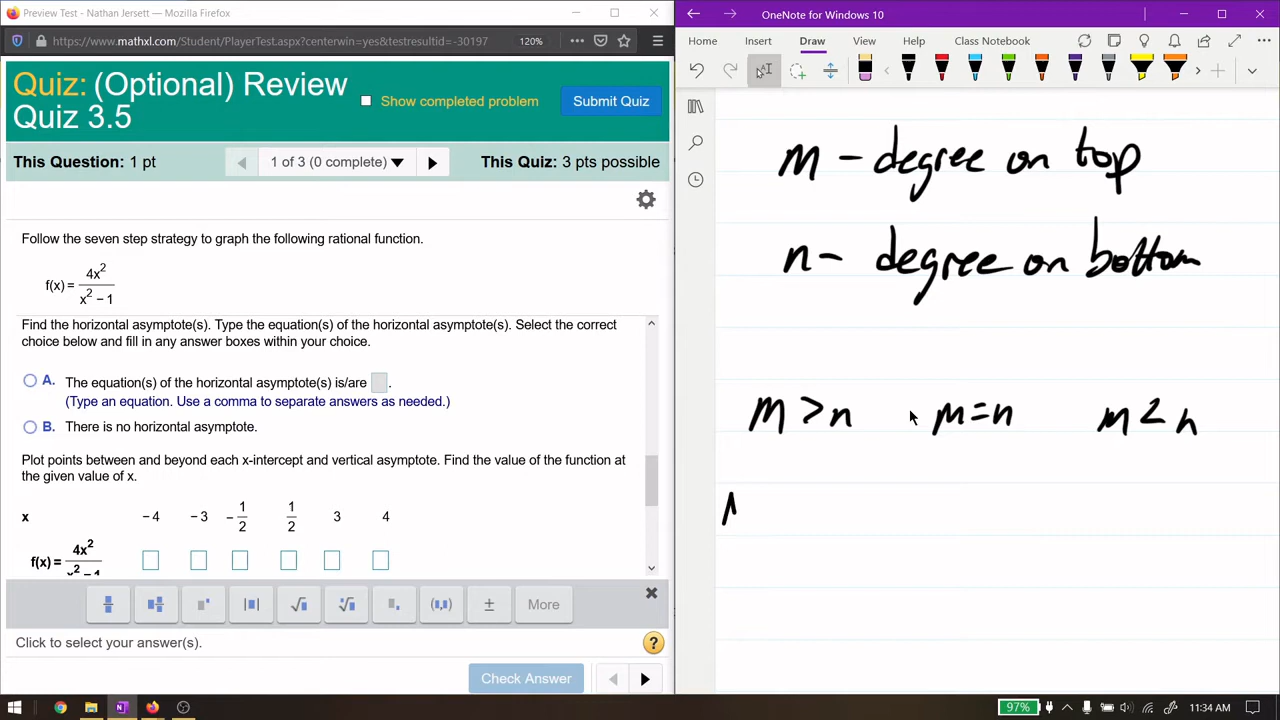 Preview Test - Nathan Jersett - Mozilla Firefox
https://www.mathxl.com/Student/PlayerTest.aspx?centerwin=yes&testresultid=-30197
120%
Quiz: (Optional) Review
Quiz 3.5
Show completed problem
Submit Quiz
This Question: 1 pt
1 of 3 (0 complete)
This Quiz: 3 pts possible
Follow the seven step strategy to graph the following rational function.
f(x) = 4x²/(x² − 1)
Find the horizontal asymptote(s). Type the equation(s) of the horizontal asymptote(s). Select the correct
choice below and fill in any answer boxes within your choice.
A. The equation(s) of the horizontal asymptote(s) is/are .
(Type an equation. Use a comma to separate answers as needed.)
B. There is no horizontal asymptote.
Plot points between and beyond each x-intercept and vertical asymptote. Find the value of the function at
the given value of x.
x −4 −3 −1/2 1/2 3 4
f(x) = 4x²/(x² − 1)
More
Click to select your answer(s).
?
Check Answer
OneNote for Windows 10
Home Insert Draw View Help Class Notebook
m - degree on top
n - degree on bottom
m > n m = n m < n
97%
11:34 AM